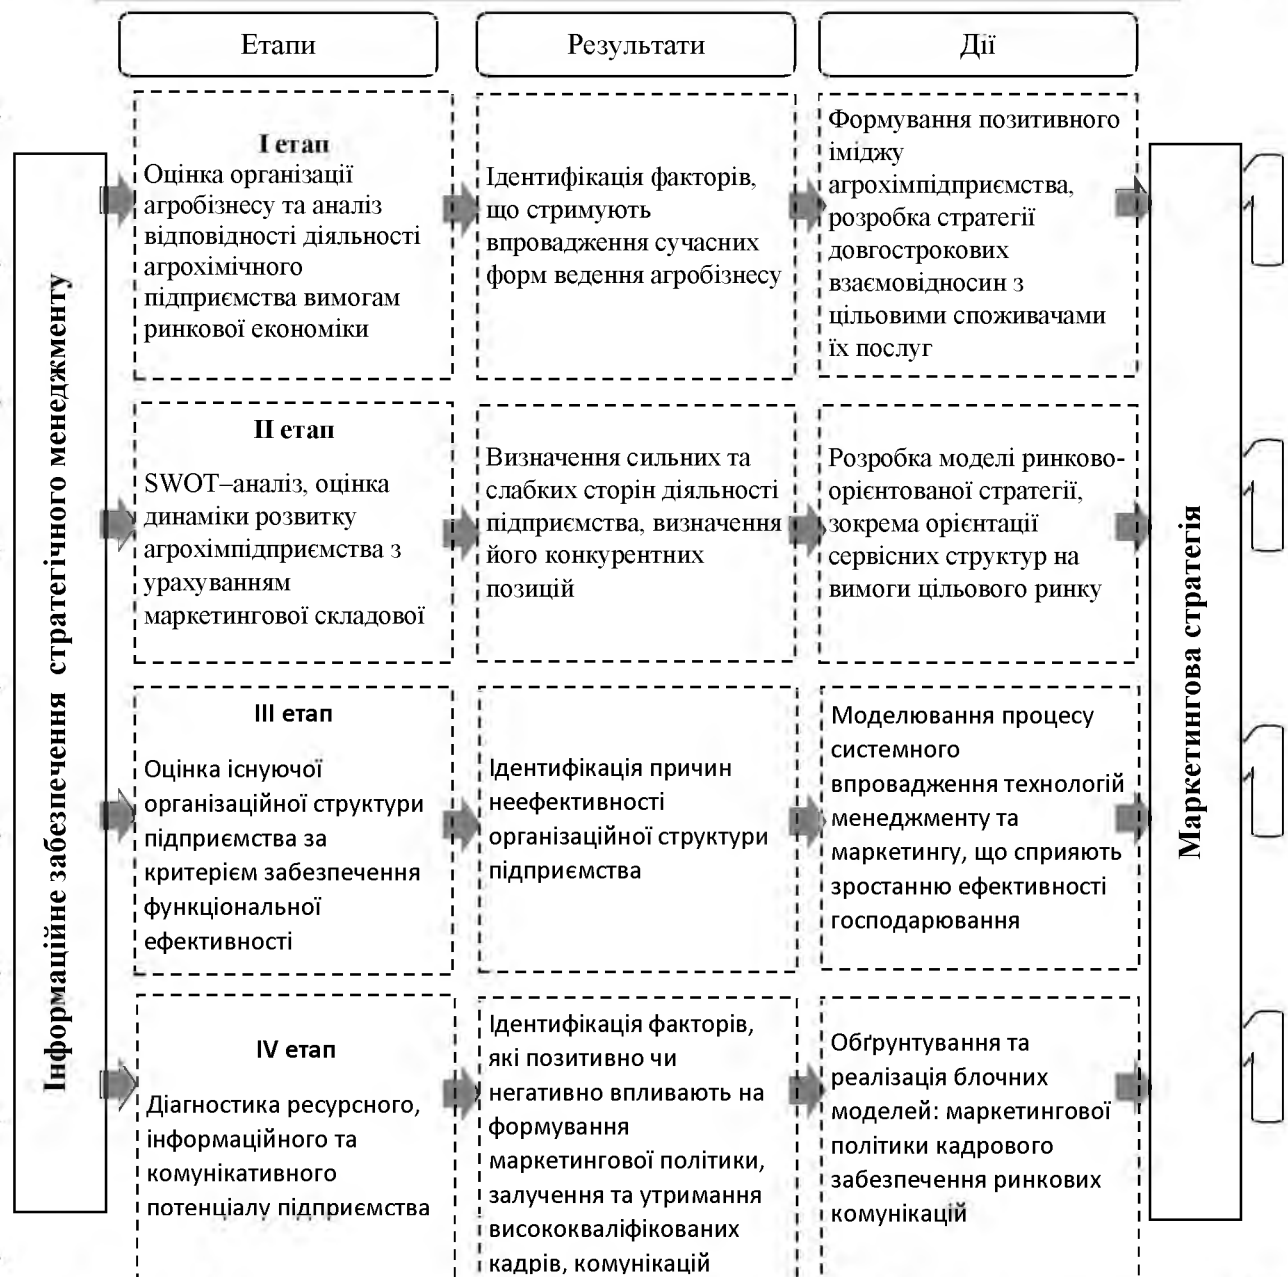 Етапи
Результати
Дії
Інформаційне забезпечення стратегічного менеджменту
І етап
Оцінка організації
агробізнесу та аналіз
відповідності діяльності
агрохімічного
підприємства вимогам
ринкової економіки
Ідентифікація факторів,
що стримують
впровадження сучасних
форм ведення агробізнесу
Формування позитивного
іміджу
агрохімпідприємства,
розробка стратегії
довгострокових
взаємовідносин з
цільовими споживачами
їх послуг
ІІ етап
SWOT–аналіз, оцінка
динаміки розвитку
агрохімпідприємства з
урахуванням
маркетингової складової
Визначення сильних та
слабких сторін діяльності
підприємства, визначення
його конкурентних
позицій
Розробка моделі ринково-
орієнтованої стратегії,
зокрема орієнтації
сервісних структур на
вимоги цільового ринку
ІІІ етап
Оцінка існуючої
організаційної структури
підприємства за
критерієм забезпечення
функціональної
ефективності
Ідентифікація причин
неефективності
організаційної структури
підприємства
Моделювання процесу
системного
впровадження технологій
менеджменту та
маркетингу, що сприяють
зростанню ефективності
господарювання
IV етап
Діагностика ресурсного,
інформаційного та
комунікативного
потенціалу підприємства
Ідентифікація факторів,
які позитивно чи
негативно впливають на
формування
маркетингової політики,
залучення та утримання
висококваліфікованих
кадрів, комунікацій
Обґрунтування та
реалізація блочних
моделей: маркетингової
політики кадрового
забезпечення ринкових
комунікацій
Маркетингова стратегія